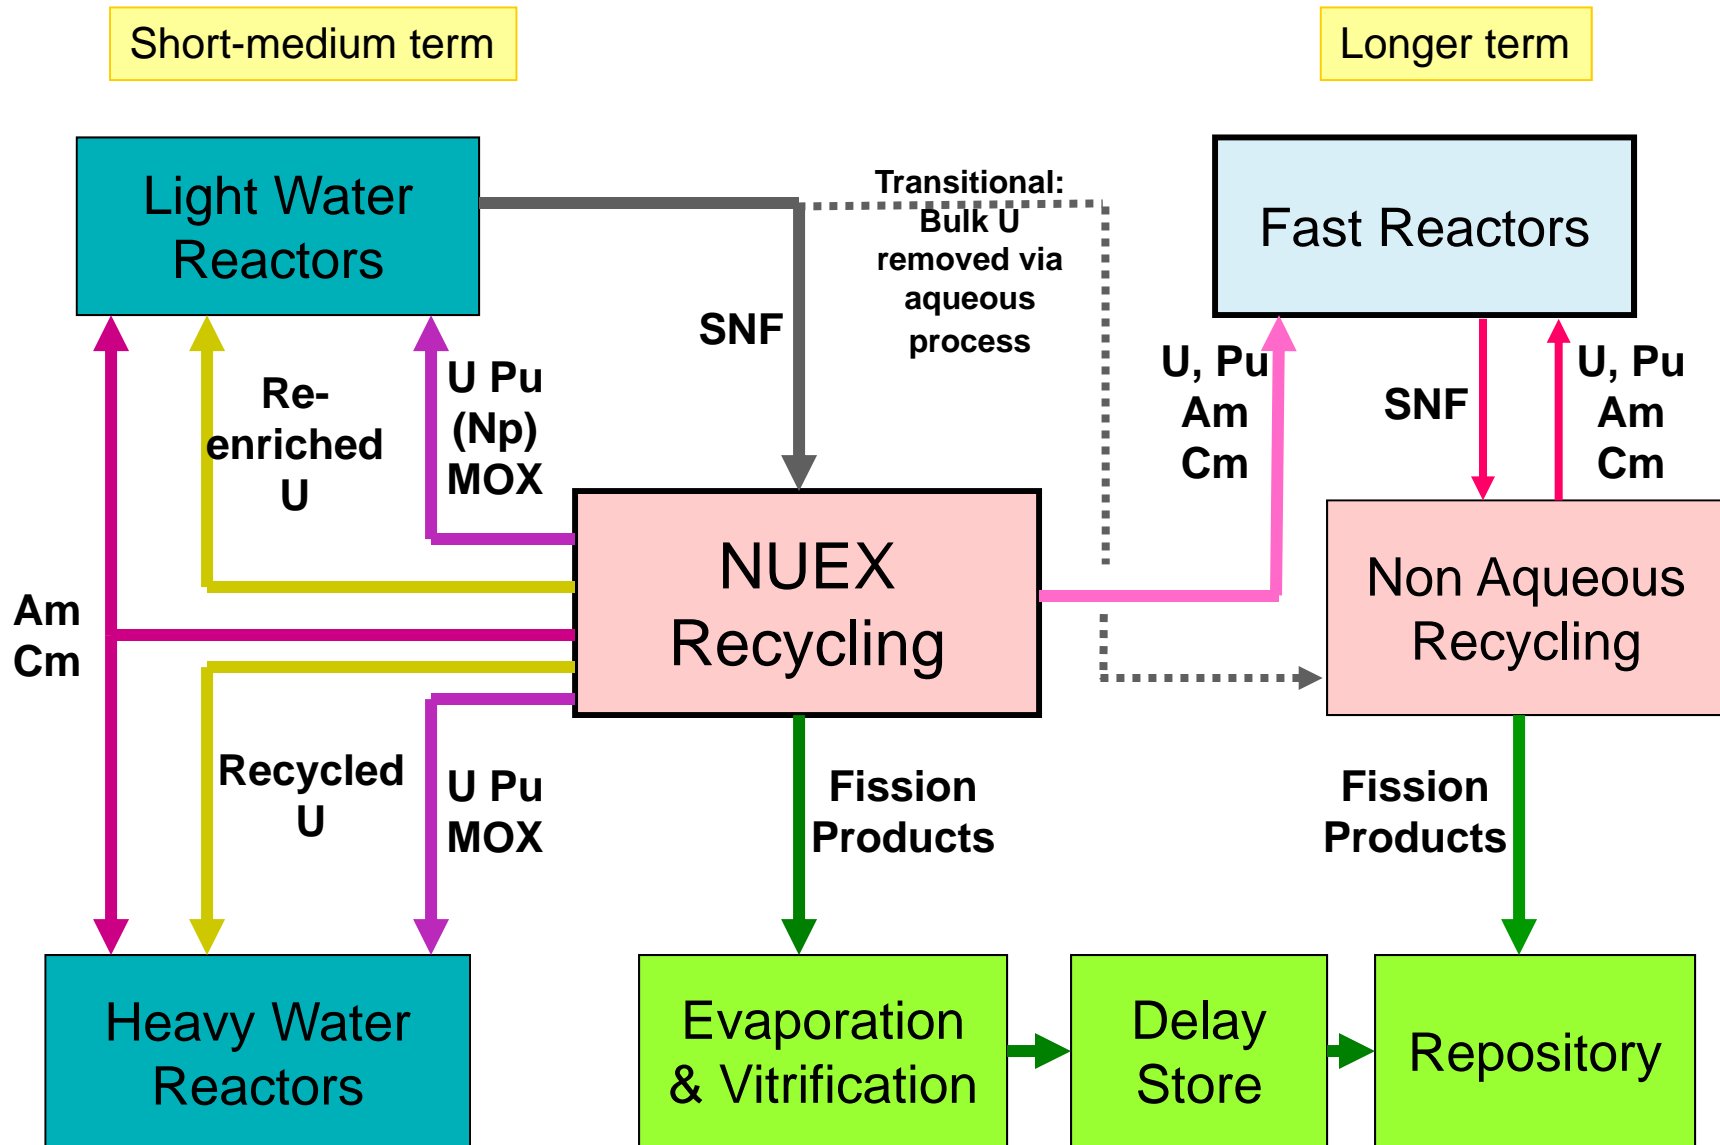 Short-medium term
Longer term
Light Water
Reactors
Transitional:
Bulk U
removed via
aqueous
process
Fast Reactors
SNF
Re-
enriched
U
U Pu
(Np)
MOX
U, Pu
Am
Cm
SNF
U, Pu
Am
Cm
Am
Cm
NUEX
Recycling
Non Aqueous
Recycling
Recycled
U
U Pu
MOX
Fission
Products
Fission
Products
Heavy Water
Reactors
Evaporation
& Vitrification
Delay
Store
Repository